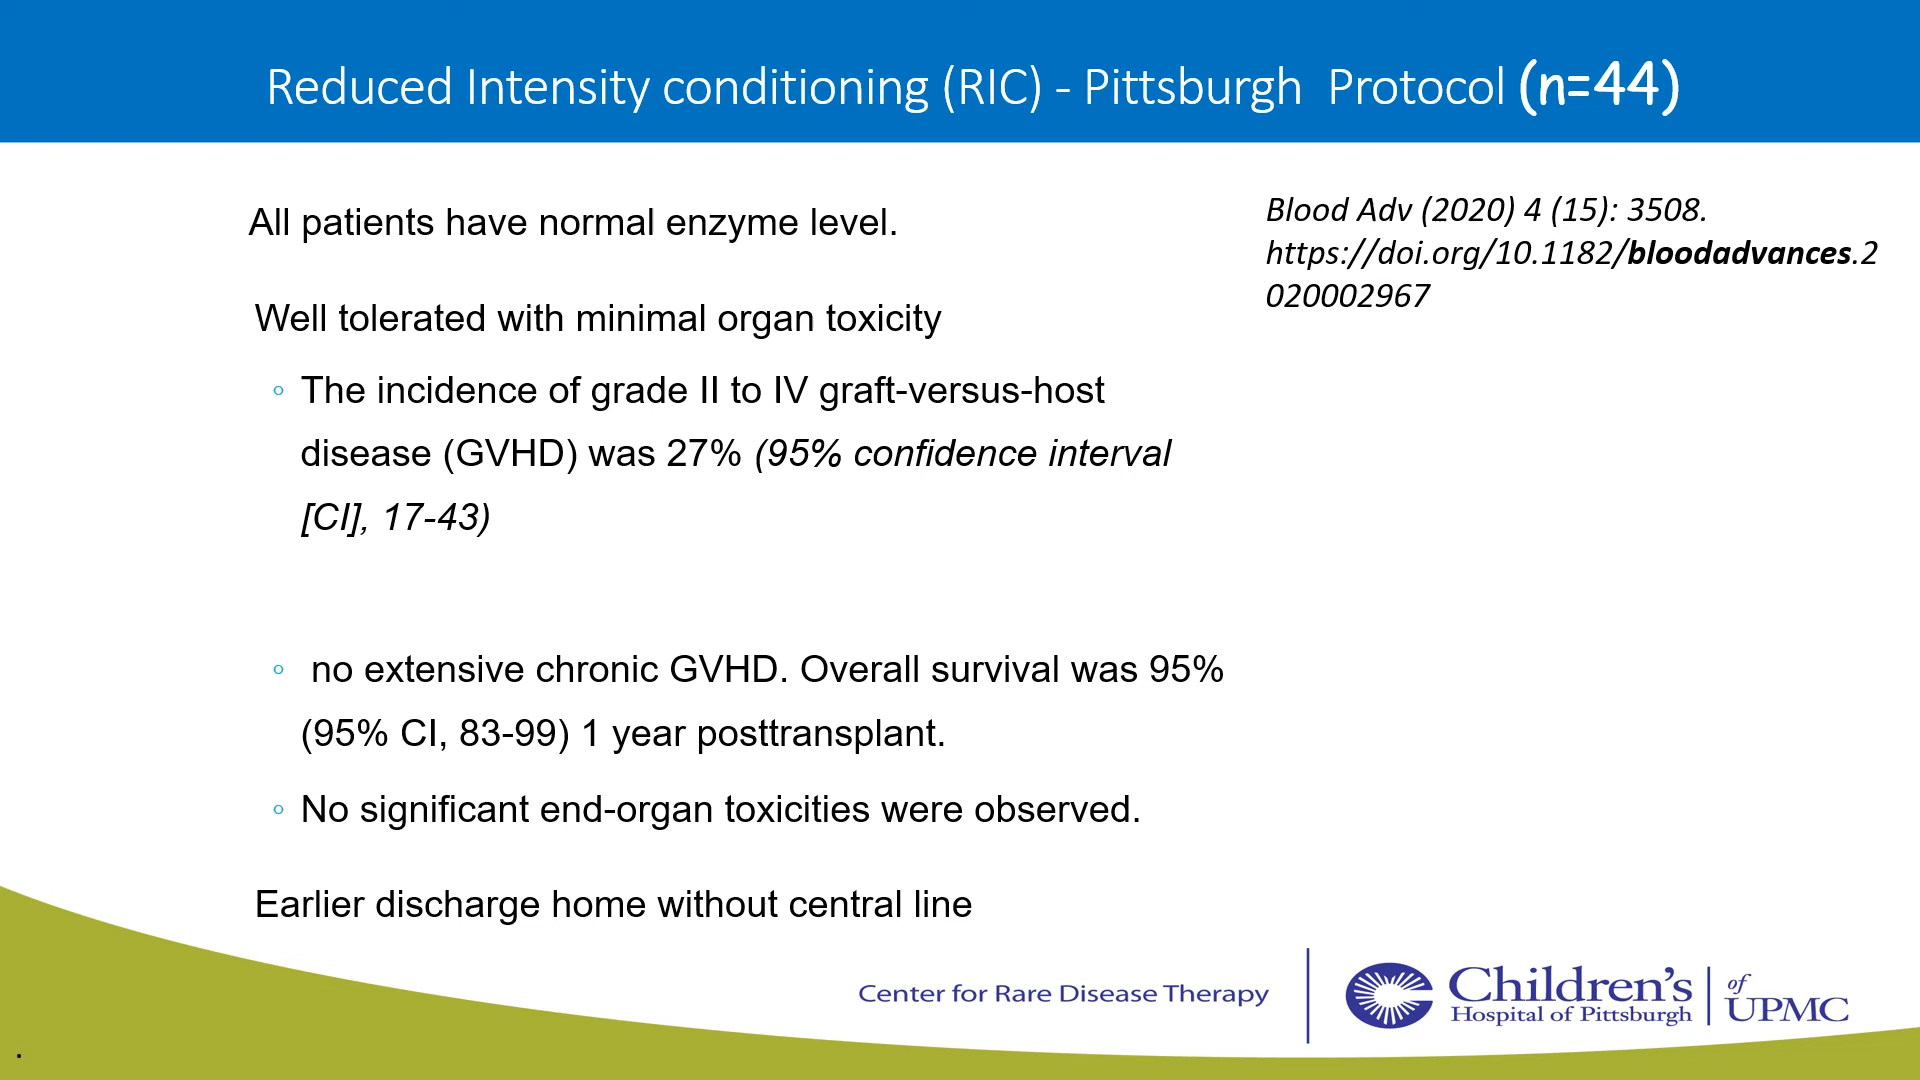 Reduced Intensity conditioning (RIC) - Pittsburgh  Protocol (n=44)
All patients have normal enzyme level.
Well tolerated with minimal organ toxicity
◦ The incidence of grade II to IV graft-versus-host
disease (GVHD) was 27% (95% confidence interval
[CI], 17-43)
◦ no extensive chronic GVHD. Overall survival was 95%
(95% CI, 83-99) 1 year posttransplant.
◦ No significant end-organ toxicities were observed.
Earlier discharge home without central line
Blood Adv (2020) 4 (15): 3508.
https://doi.org/10.1182/bloodadvances.2
020002967
Center for Rare Disease Therapy
Children's
Hospital of Pittsburgh
of
UPMC
.